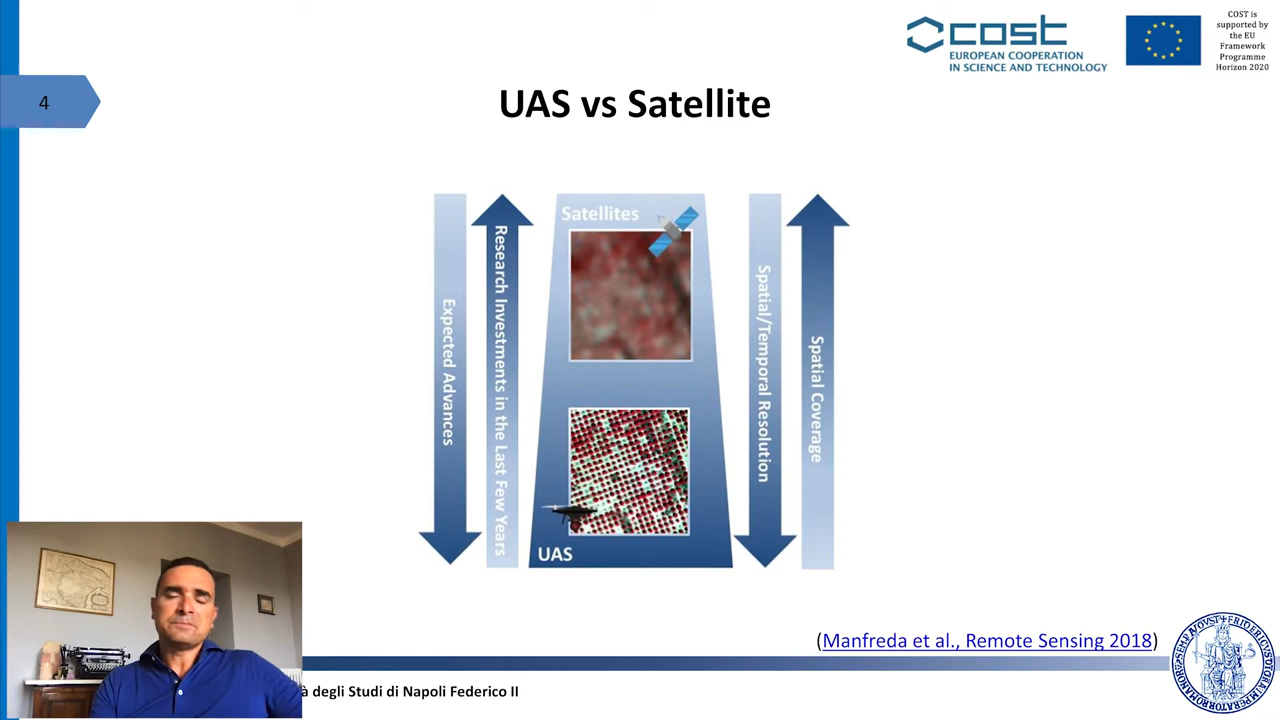 COST
EUROPEAN COOPERATION
IN SCIENCE AND TECHNOLOGY
COST is
supported by
the EU
Framework
Programme
Horizon 2020
4
UAS vs Satellite
Expected Advances
Research Investments in the Last Few Years
Satellites
UAS
Spatial/Temporal Resolution
Spatial Coverage
(Manfreda et al., Remote Sensing 2018)
à degli Studi di Napoli Federico II